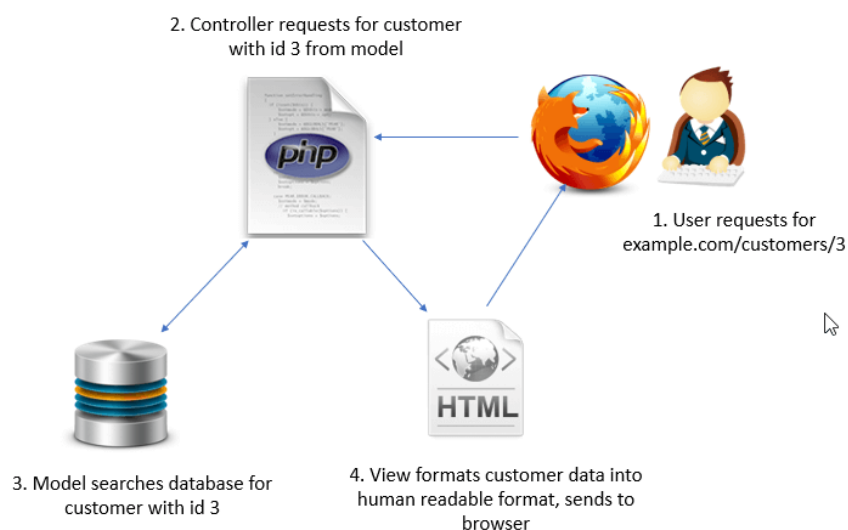 2. Controller requests for customer
with id 3 from model
php
1. User requests for
example.com/customers/3
HTML
3. Model searches database for
customer with id 3
4. View formats customer data into
human readable format, sends to
browser